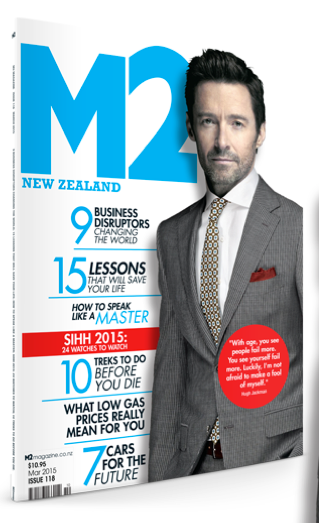 M2
NEW ZEALAND
9 BUSINESS
DISRUPTORS
CHANGING
THE WORLD
15 LESSONS
THAT WILL SAVE
YOUR LIFE
HOW TO SPEAK
LIKE A MASTER
SIHH 2015:
24 WATCHES TO WATCH
10 TREKS TO DO
BEFORE
YOU DIE
WHAT LOW GAS
PRICES REALLY
MEAN FOR YOU
7 CARS
FOR THE
FUTURE
"With age, you see
people fail more.
You see yourself fail
more. Luckily, I'm not
afraid to make a fool
of myself."
Hugh Jackman
M2magazine.co.nz
$10.95
Mar 2015
ISSUE 118